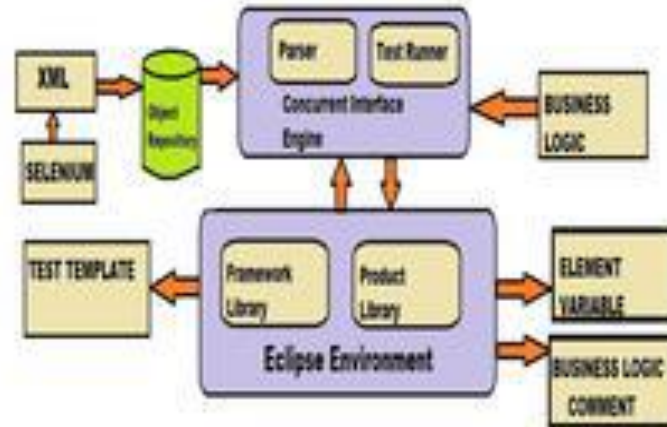 Parser
Test Runner
XML
Concurrent Interface
Engine
Object
Repository
BUSINESS
LOGIC
SELENIUM
TEST TEMPLATE
Framework
Library
Product
Library
ELEMENT
VARIABLE
Eclipse Environment
BUSINESS LOGIC
COMMENT